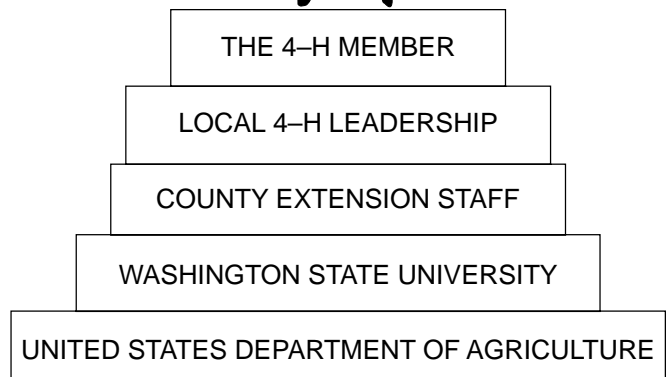 THE 4–H MEMBER
LOCAL 4–H LEADERSHIP
COUNTY EXTENSION STAFF
WASHINGTON STATE UNIVERSITY
UNITED STATES DEPARTMENT OF AGRICULTURE